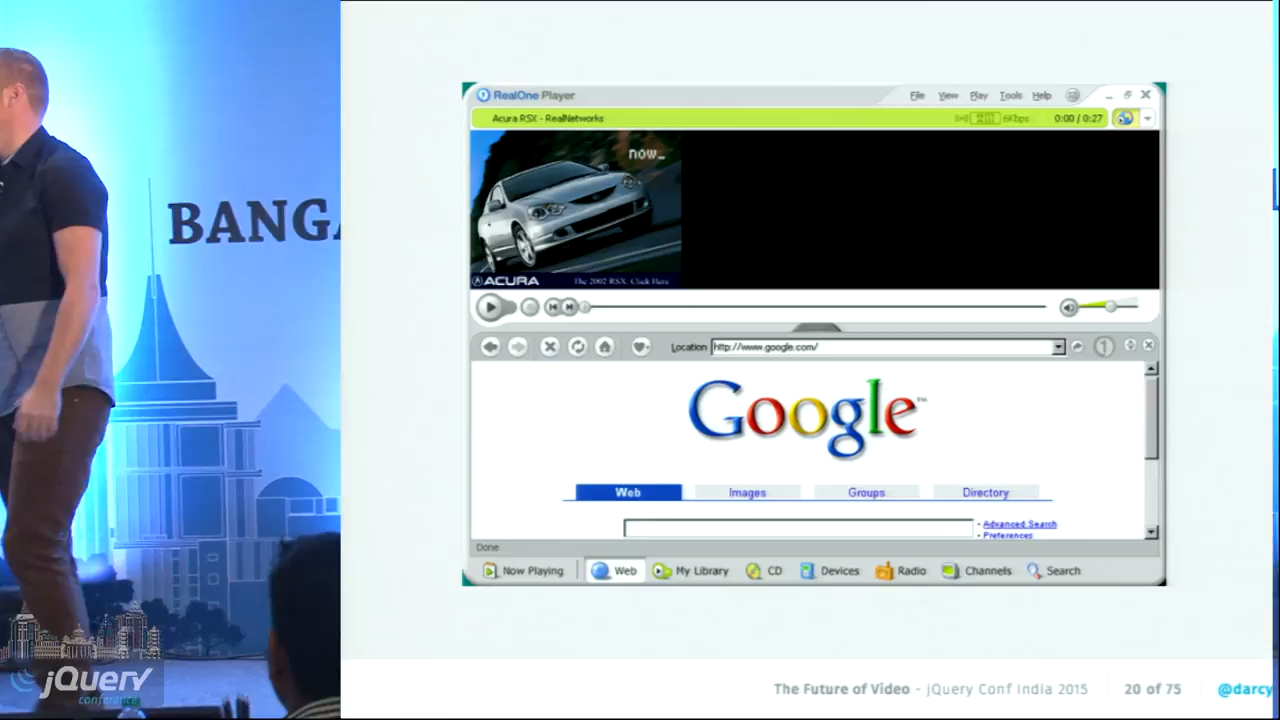 BANGA
jQuery
conference
RealOne Player
File View Play Tools Help
Acura RSX - RealNetworks
6Kbps
0:00 / 0:27
now_
ACURA
The 2002 RSX. Click Here
Location http://www.google.com/
Google™
Web Images Groups Directory
• Advanced Search
• Preferences
Done
Now Playing Web My Library CD Devices Radio Channels Search
The Future of Video - jQuery Conf India 2015 20 of 75 @darcy